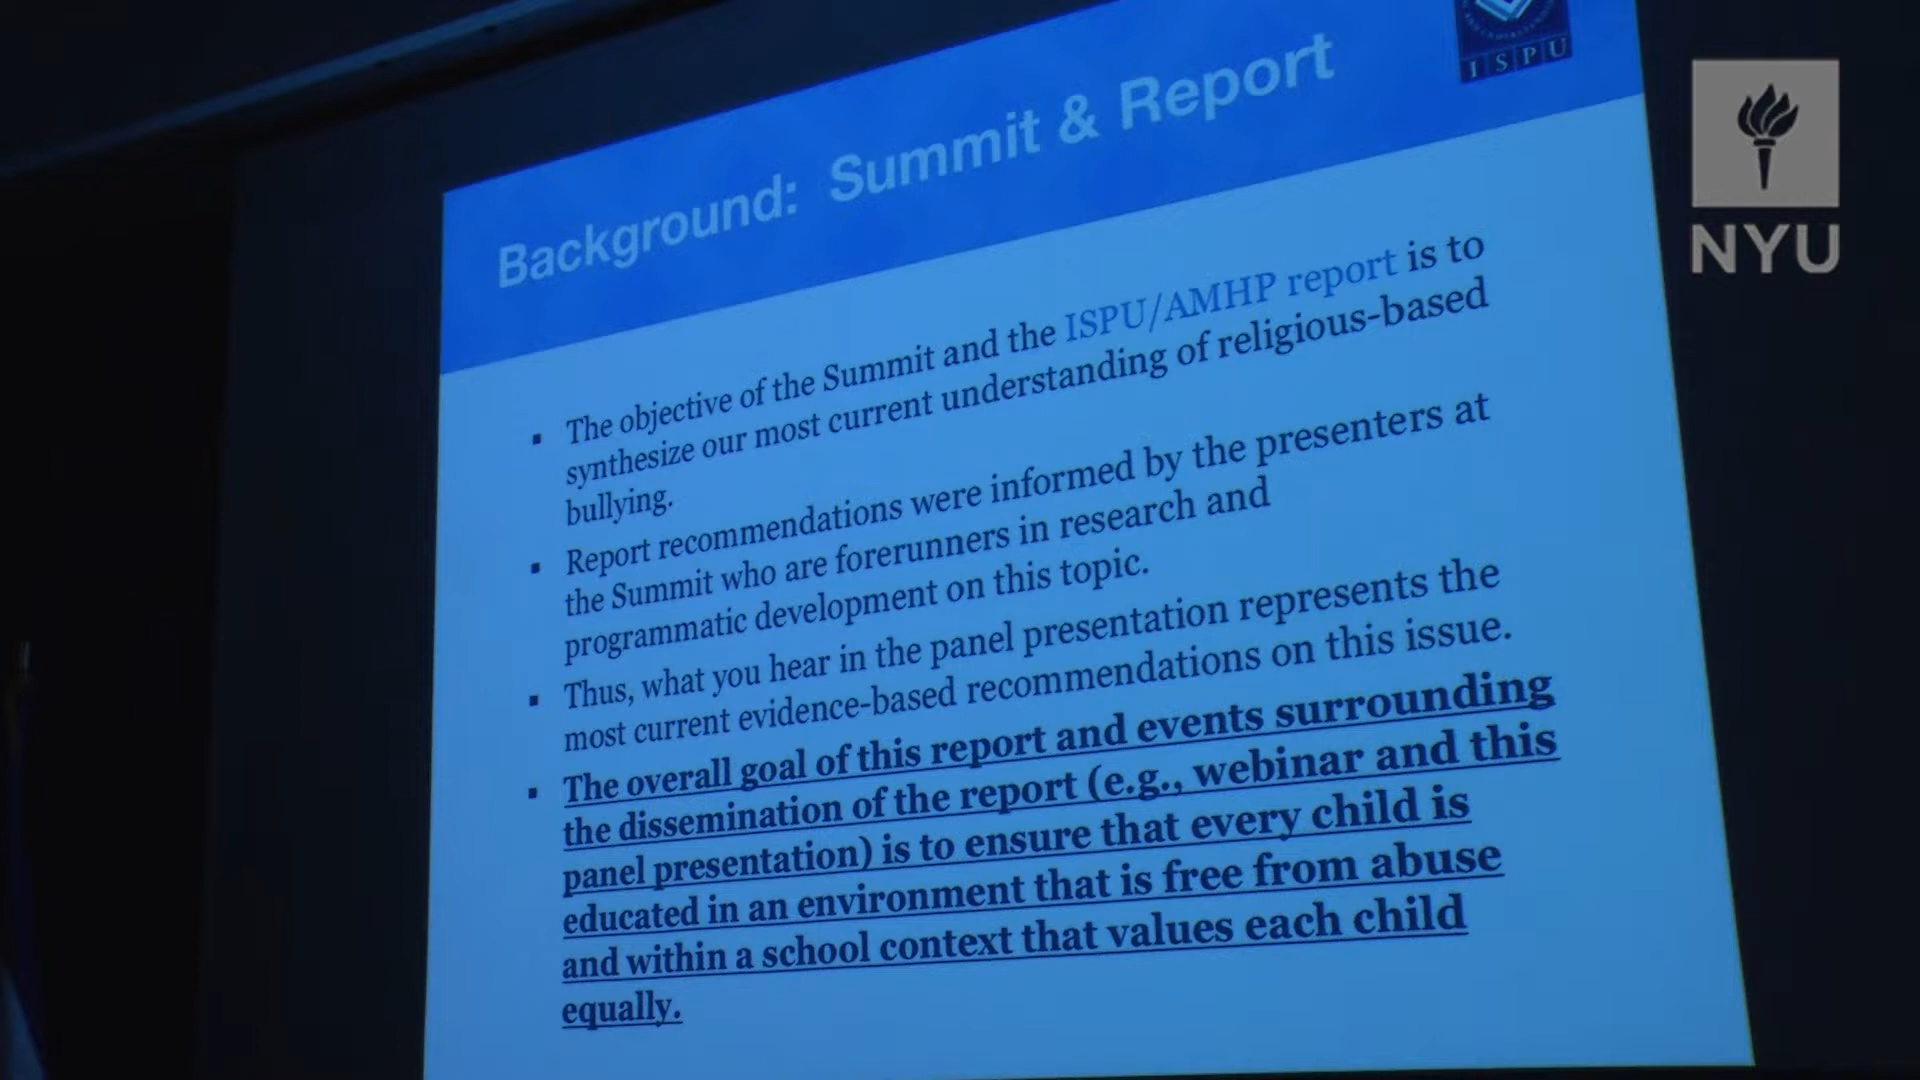 I S P U
NYU
Background: Summit & Report
▪ The objective of the Summit and the ISPU/AMHP report is to
synthesize our most current understanding of religious-based
bullying.
▪ Report recommendations were informed by the presenters at
the Summit who are forerunners in research and
programmatic development on this topic.
▪ Thus, what you hear in the panel presentation represents the
most current evidence-based recommendations on this issue.
▪ The overall goal of this report and events surrounding
the dissemination of the report (e.g., webinar and this
panel presentation) is to ensure that every child is
educated in an environment that is free from abuse
and within a school context that values each child
equally.